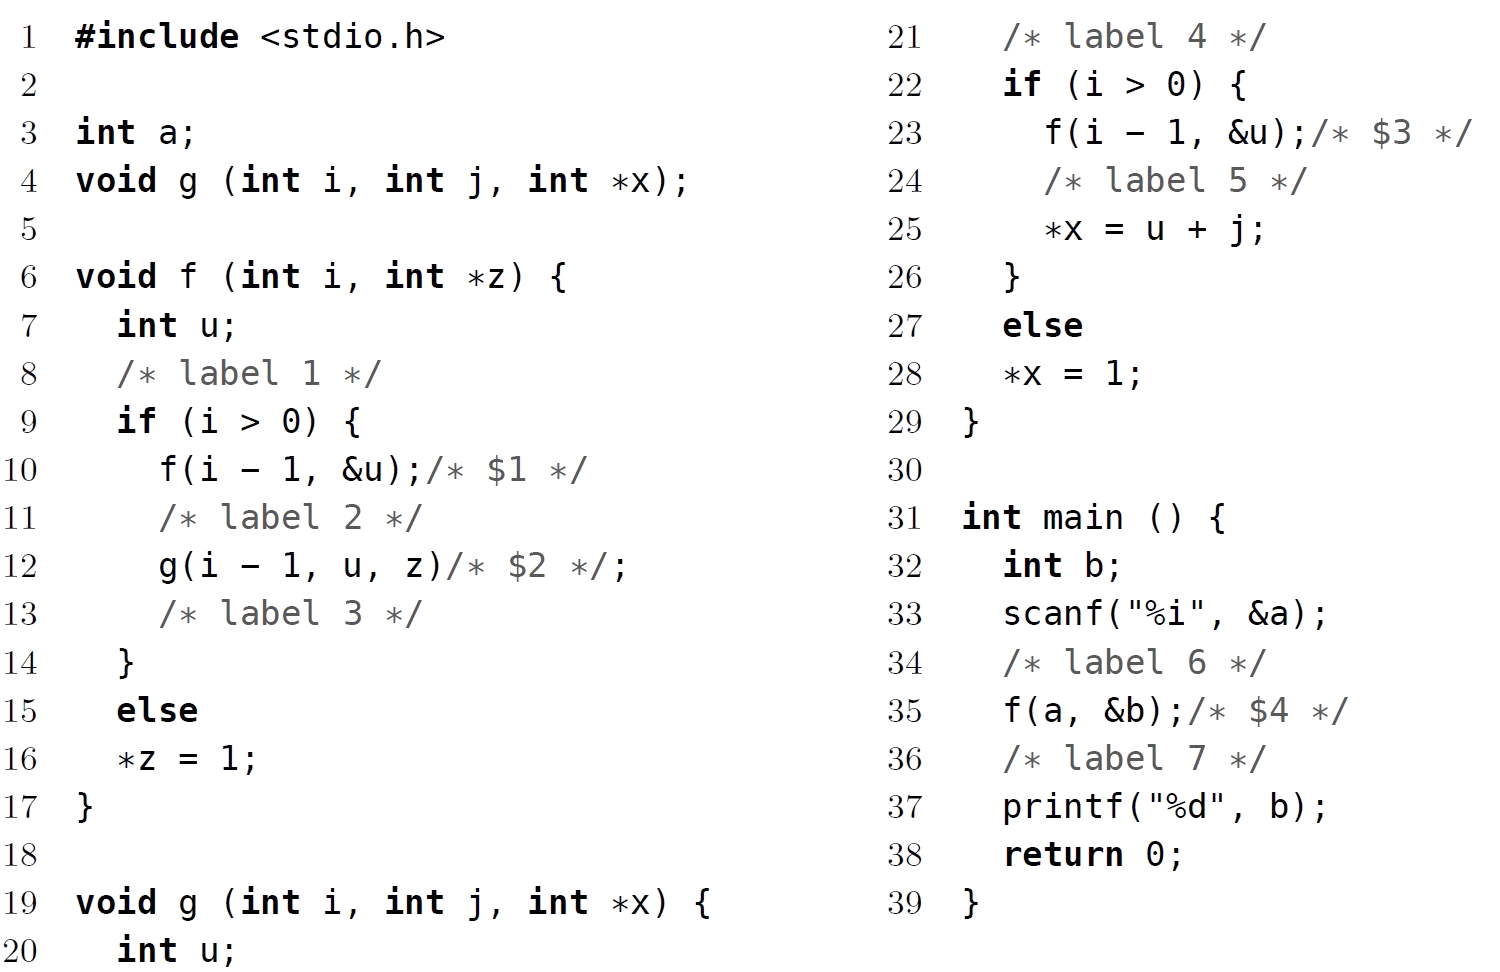 1 #include <stdio.h>
2
3 int a;
4 void g (int i, int j, int *x);
5
6 void f (int i, int *z) {
7   int u;
8   /* label 1 */
9   if (i > 0) {
10     f(i − 1, &u);/* $1 */
11     /* label 2 */
12     g(i − 1, u, z)/* $2 */;
13     /* label 3 */
14   }
15   else
16   *z = 1;
17 }
18
19 void g (int i, int j, int *x) {
20   int u;
21   /* label 4 */
22   if (i > 0) {
23     f(i − 1, &u);/* $3 */
24     /* label 5 */
25     *x = u + j;
26   }
27   else
28   *x = 1;
29 }
30
31 int main () {
32   int b;
33   scanf("%i", &a);
34   /* label 6 */
35   f(a, &b);/* $4 */
36   /* label 7 */
37   printf("%d", b);
38   return 0;
39 }